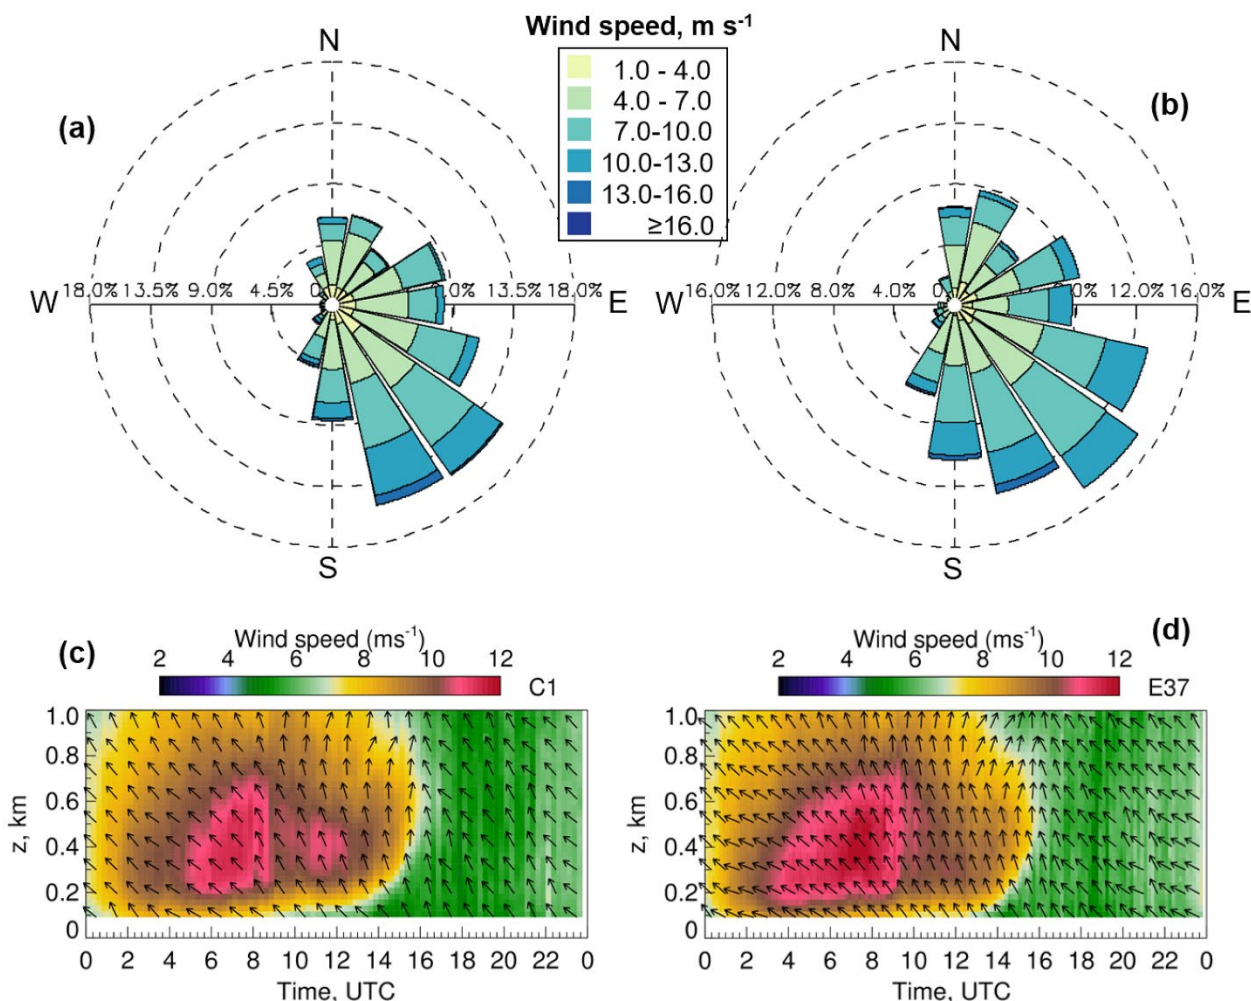 Wind speed, m s-1
1.0 - 4.0
4.0 - 7.0
7.0-10.0
10.0-13.0
13.0-16.0
≥16.0
(a)
N
W
18.0% 13.5% 9.0% 4.5% 0 0% 13.5% 18.0%
E
S
(b)
N
W
16.0% 12.0% 8.0% 4.0% 0 0% 12.0% 16.0%
E
S
(c)
Wind speed (ms-1)
2 4 6 8 10 12
C1
1.0
0.8
0.6
0.4
0.2
0
z, km
0 2 4 6 8 10 12 14 16 18 20 22 0
Time, UTC
(d)
Wind speed (ms-1)
2 4 6 8 10 12
E37
1.0
0.8
0.6
0.4
0.2
0
z, km
0 2 4 6 8 10 12 14 16 18 20 22 0
Time, UTC